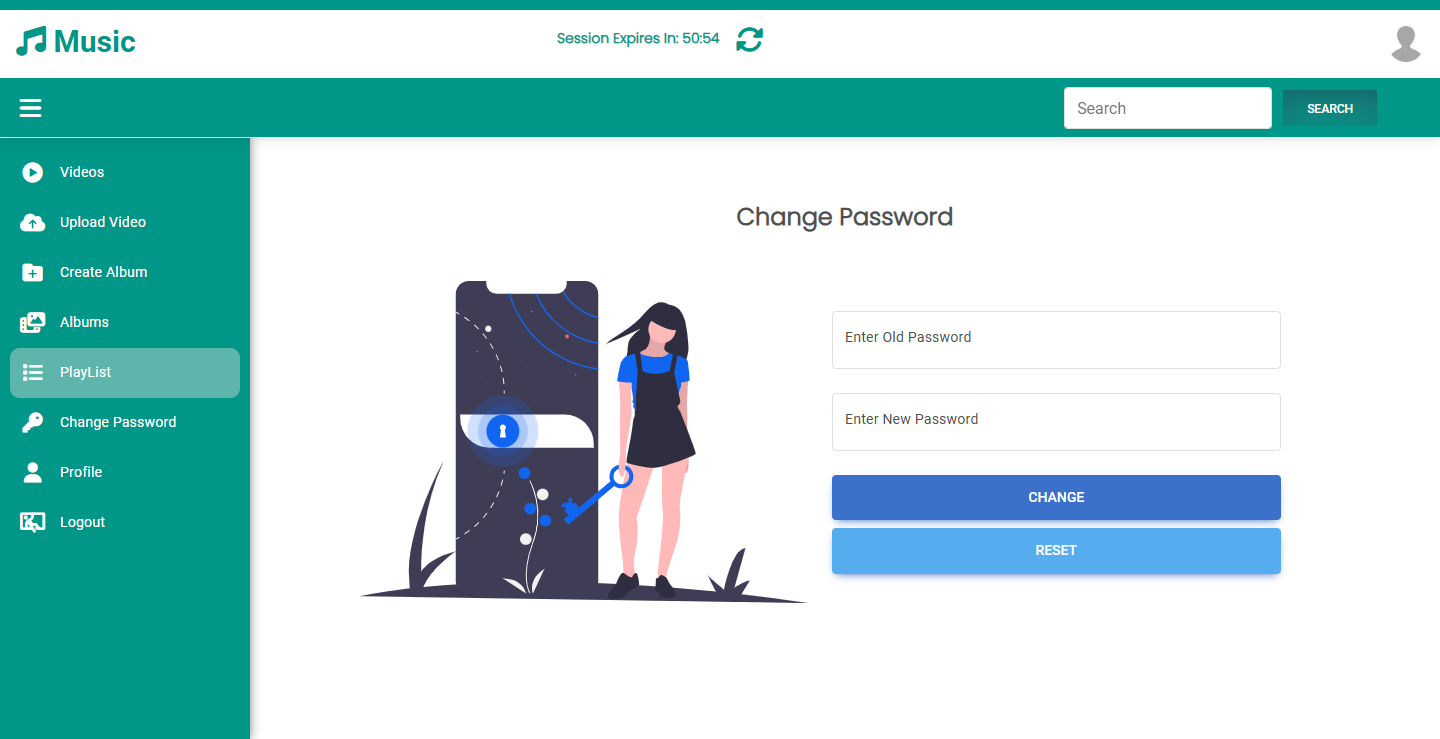 Music
Session Expires In: 50:54
Search
SEARCH
Videos
Upload Video
Create Album
Albums
PlayList
Change Password
Profile
Logout
Change Password
Enter Old Password
Enter New Password
CHANGE
RESET